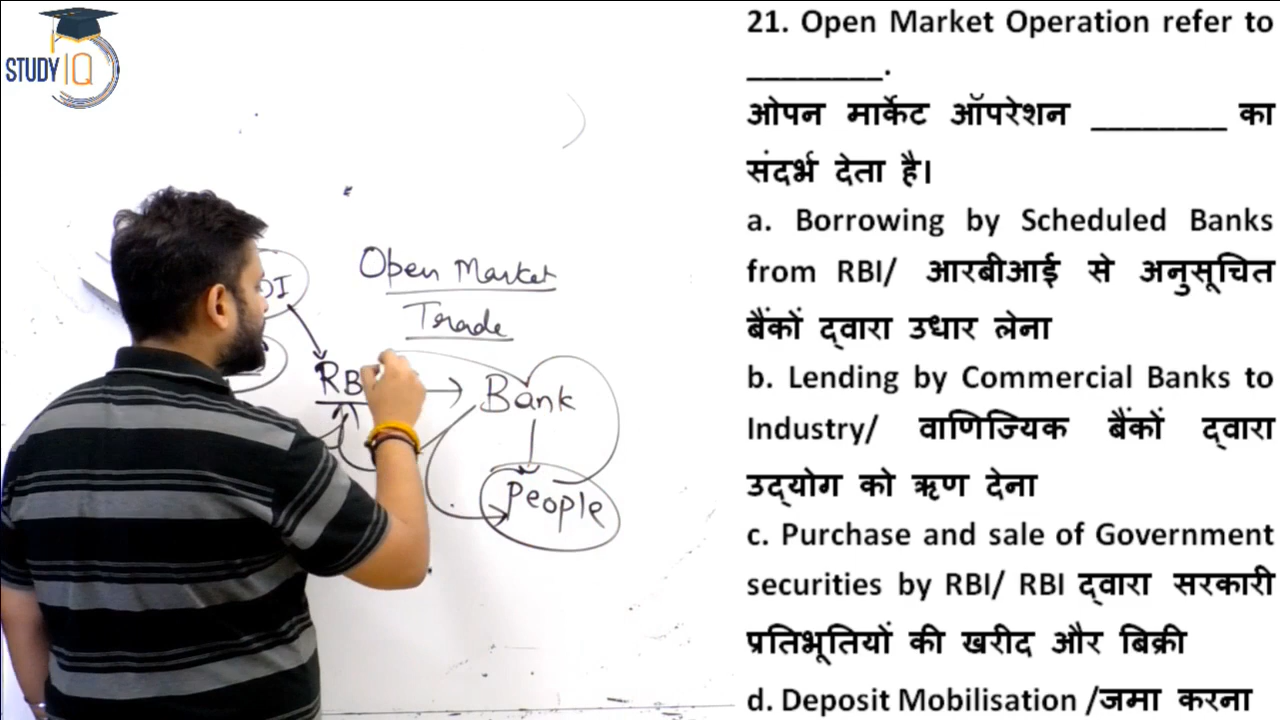 STUDY IQ
Open Market
Trade
RB
Bank
People
21. Open Market Operation refer to
________.
ओपन मार्केट ऑपरेशन ________ का
संदर्भ देता है।
a. Borrowing by Scheduled Banks
from RBI/ आरबीआई से अनुसूचित
बैंकों द्वारा उधार लेना
b. Lending by Commercial Banks to
Industry/ वाणिज्यिक बैंकों द्वारा
उद्योग को ऋण देना
c. Purchase and sale of Government
securities by RBI/ RBI द्वारा सरकारी
प्रतिभूतियों की खरीद और बिक्री
d. Deposit Mobilisation /जमा करना